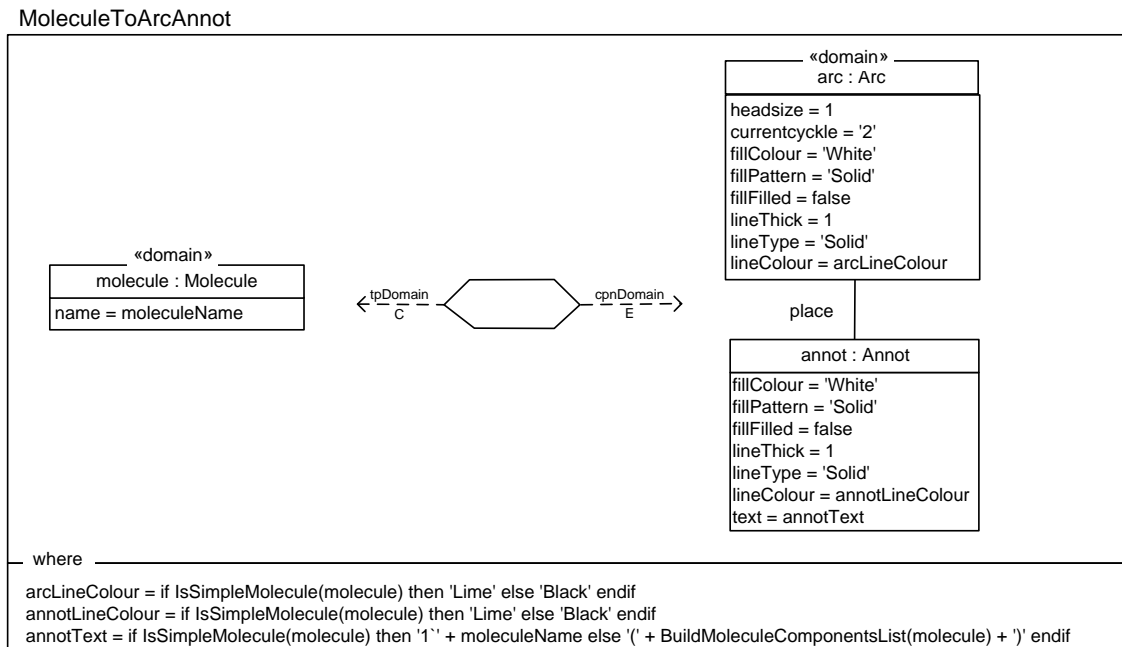 MoleculeToArcAnnot
«domain»
arc : Arc
headsize = 1
currentcyckle = '2'
fillColour = 'White'
fillPattern = 'Solid'
fillFilled = false
lineThick = 1
lineType = 'Solid'
lineColour = arcLineColour
«domain»
molecule : Molecule
name = moleculeName
tpDomain
C
cpnDomain
E
place
annot : Annot
fillColour = 'White'
fillPattern = 'Solid'
fillFilled = false
lineThick = 1
lineType = 'Solid'
lineColour = annotLineColour
text = annotText
where
arcLineColour = if IsSimpleMolecule(molecule) then 'Lime' else 'Black' endif
annotLineColour = if IsSimpleMolecule(molecule) then 'Lime' else 'Black' endif
annotText = if IsSimpleMolecule(molecule) then '1`' + moleculeName else '(' + BuildMoleculeComponentsList(molecule) + ')' endif